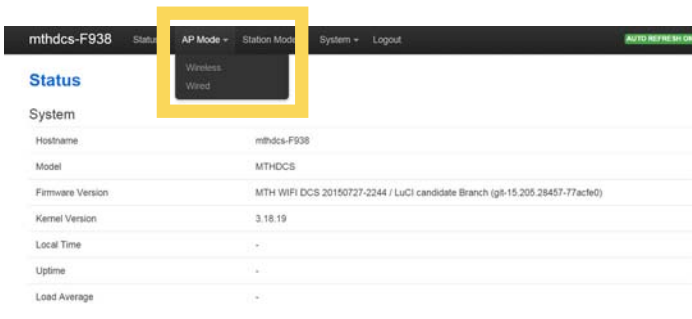 mthdcs-F938 Status AP Mode Station Mode System Logout AUTO REFRESH ON
Wireless
Wired
Status
System
Hostname mthdcs-F938
Model MTHDCS
Firmware Version MTH WIFI DCS 20150727-2244 / LuCI candidate Branch (git-15.205.28457-77acfe0)
Kernel Version 3.18.19
Local Time -
Uptime -
Load Average -